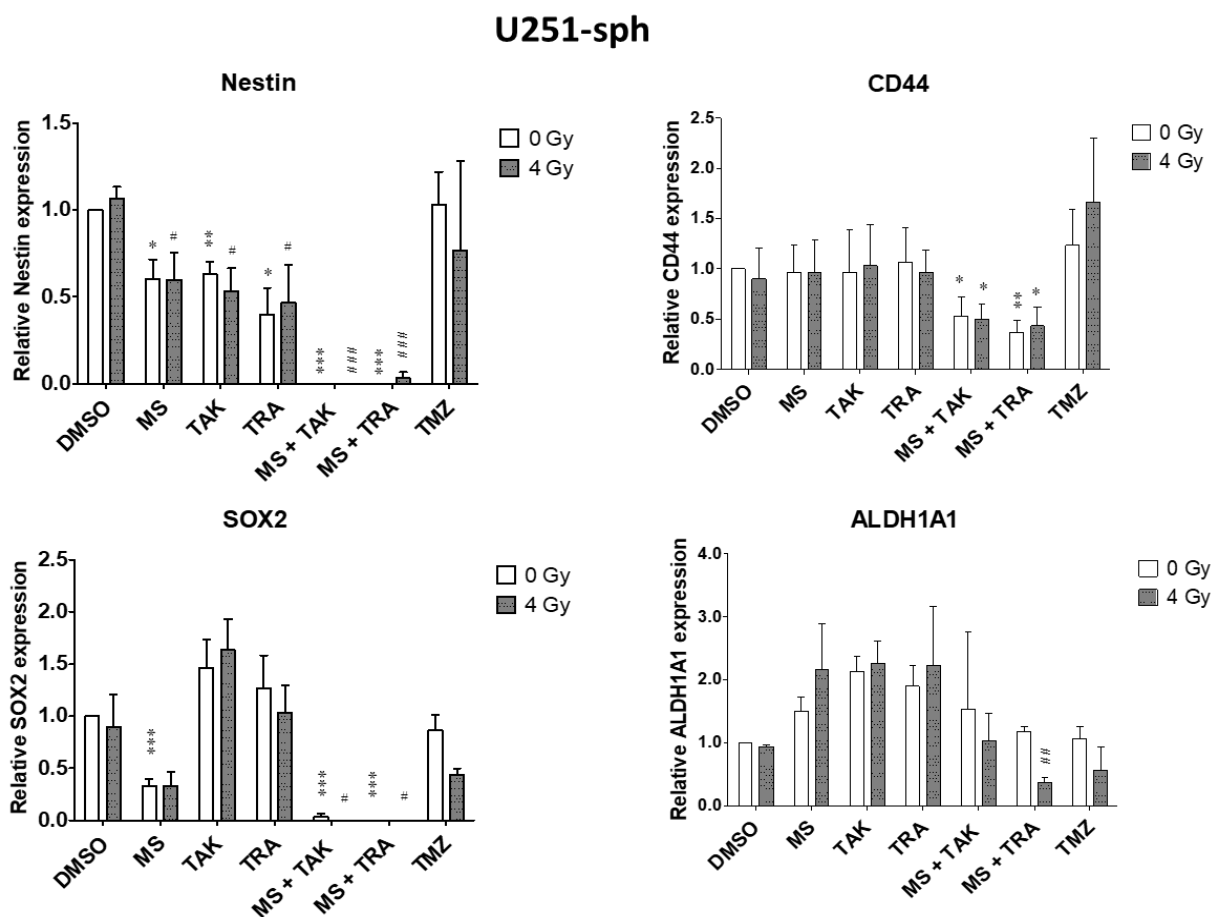 U251-sph
Nestin
Relative Nestin expression
1.5
1.0
0.5
0.0
0 Gy
4 Gy
*
#
**
#
*
#
***
###
***
###
DMSO
MS
TAK
TRA
MS + TAK
MS + TRA
TMZ
CD44
Relative CD44 expression
2.5
2.0
1.5
1.0
0.5
0.0
0 Gy
4 Gy
*
*
**
*
DMSO
MS
TAK
TRA
MS + TAK
MS + TRA
TMZ
SOX2
Relative SOX2 expression
2.5
2.0
1.5
1.0
0.5
0.0
0 Gy
4 Gy
***
***
#
***
#
DMSO
MS
TAK
TRA
MS + TAK
MS + TRA
TMZ
ALDH1A1
Relative ALDH1A1 expression
4.0
3.0
2.0
1.0
0.0
0 Gy
4 Gy
##
DMSO
MS
TAK
TRA
MS + TAK
MS + TRA
TMZ